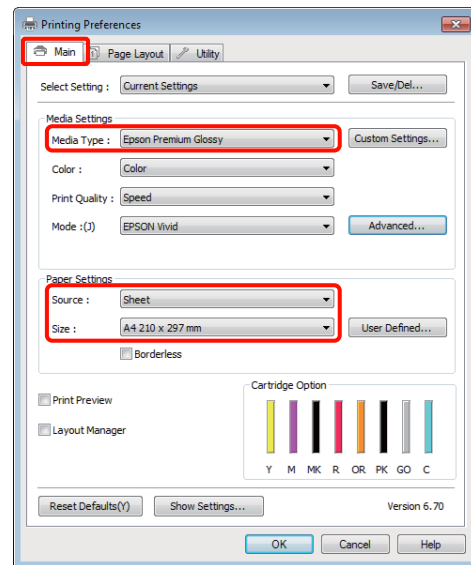 Printing Preferences
Main Page Layout Utility
Select Setting : Current Settings Save/Del...
Media Settings
Media Type : Epson Premium Glossy Custom Settings...
Color : Color
Print Quality : Speed
Mode :(J) EPSON Vivid Advanced...
Paper Settings
Source : Sheet
Size : A4 210 x 297 mm User Defined...
Borderless
Print Preview
Layout Manager
Cartridge Option
Y M MK R OR PK GO C
Reset Defaults(Y) Show Settings... Version 6.70
OK Cancel Help